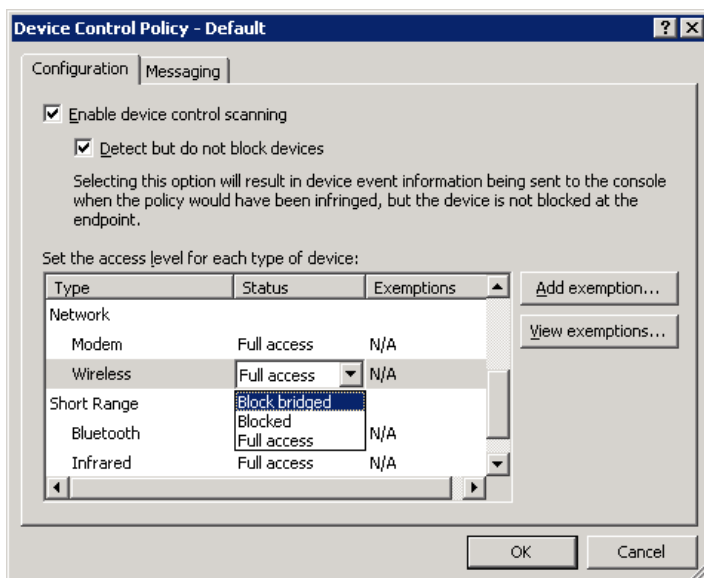 Device Control Policy - Default
Configuration Messaging
Enable device control scanning
Detect but do not block devices
Selecting this option will result in device event information being sent to the console
when the policy would have been infringed, but the device is not blocked at the
endpoint.
Set the access level for each type of device:
Type Status Exemptions
Add exemption...
Network
View exemptions...
Modem Full access N/A
Wireless Full access N/A
Block bridged
Short Range
Blocked
Bluetooth N/A
Full access
Infrared Full access N/A
OK Cancel